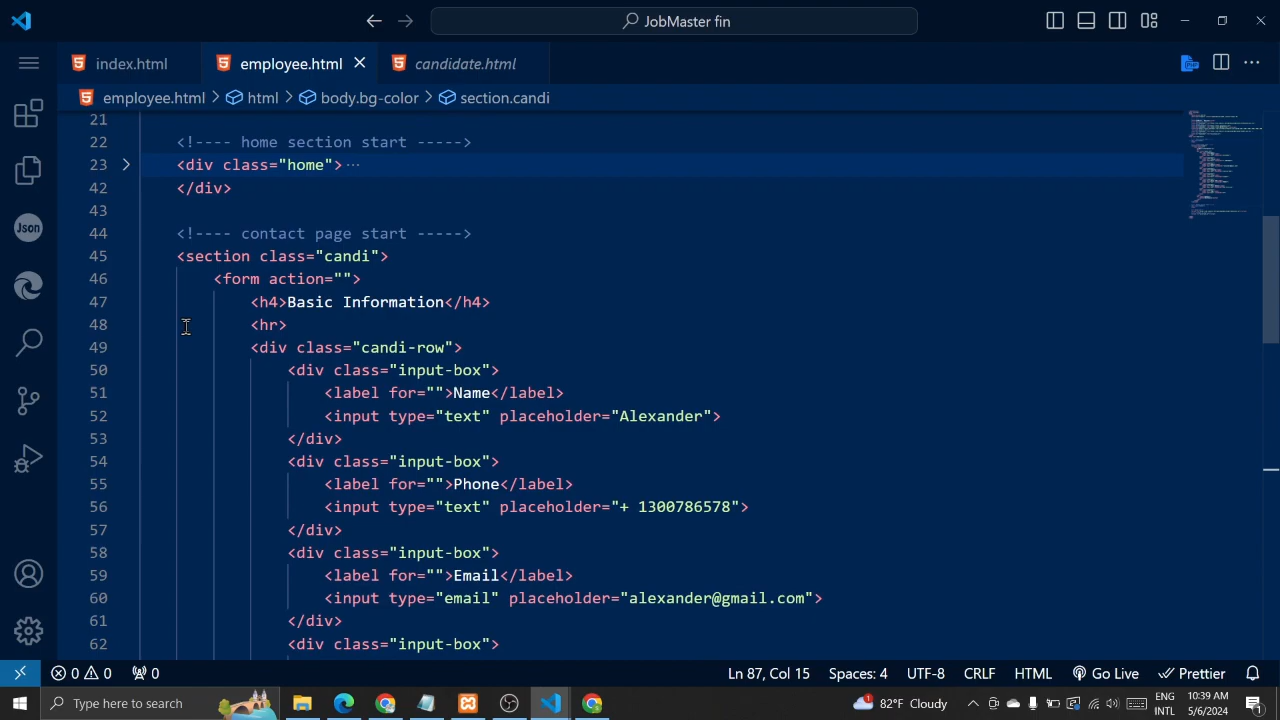 JobMaster fin
index.html
employee.html
candidate.html
employee.html > html > body.bg-color > section.candi
21
22 <!---- home section start ----->
23 <div class="home"> ···
42 </div>
43
44 <!---- contact page start ----->
45 <section class="candi">
46 <form action="">
47 <h4>Basic Information</h4>
48 <hr>
49 <div class="candi-row">
50 <div class="input-box">
51 <label for="">Name</label>
52 <input type="text" placeholder="Alexander">
53 </div>
54 <div class="input-box">
55 <label for="">Phone</label>
56 <input type="text" placeholder="+ 1300786578">
57 </div>
58 <div class="input-box">
59 <label for="">Email</label>
60 <input type="email" placeholder="alexander@gmail.com">
61 </div>
62 <div class="input-box">
Json
0 0 0 Ln 87, Col 15 Spaces: 4 UTF-8 CRLF HTML Go Live Prettier
Type here to search
82°F Cloudy
ENG
INTL
10:39 AM
5/6/2024